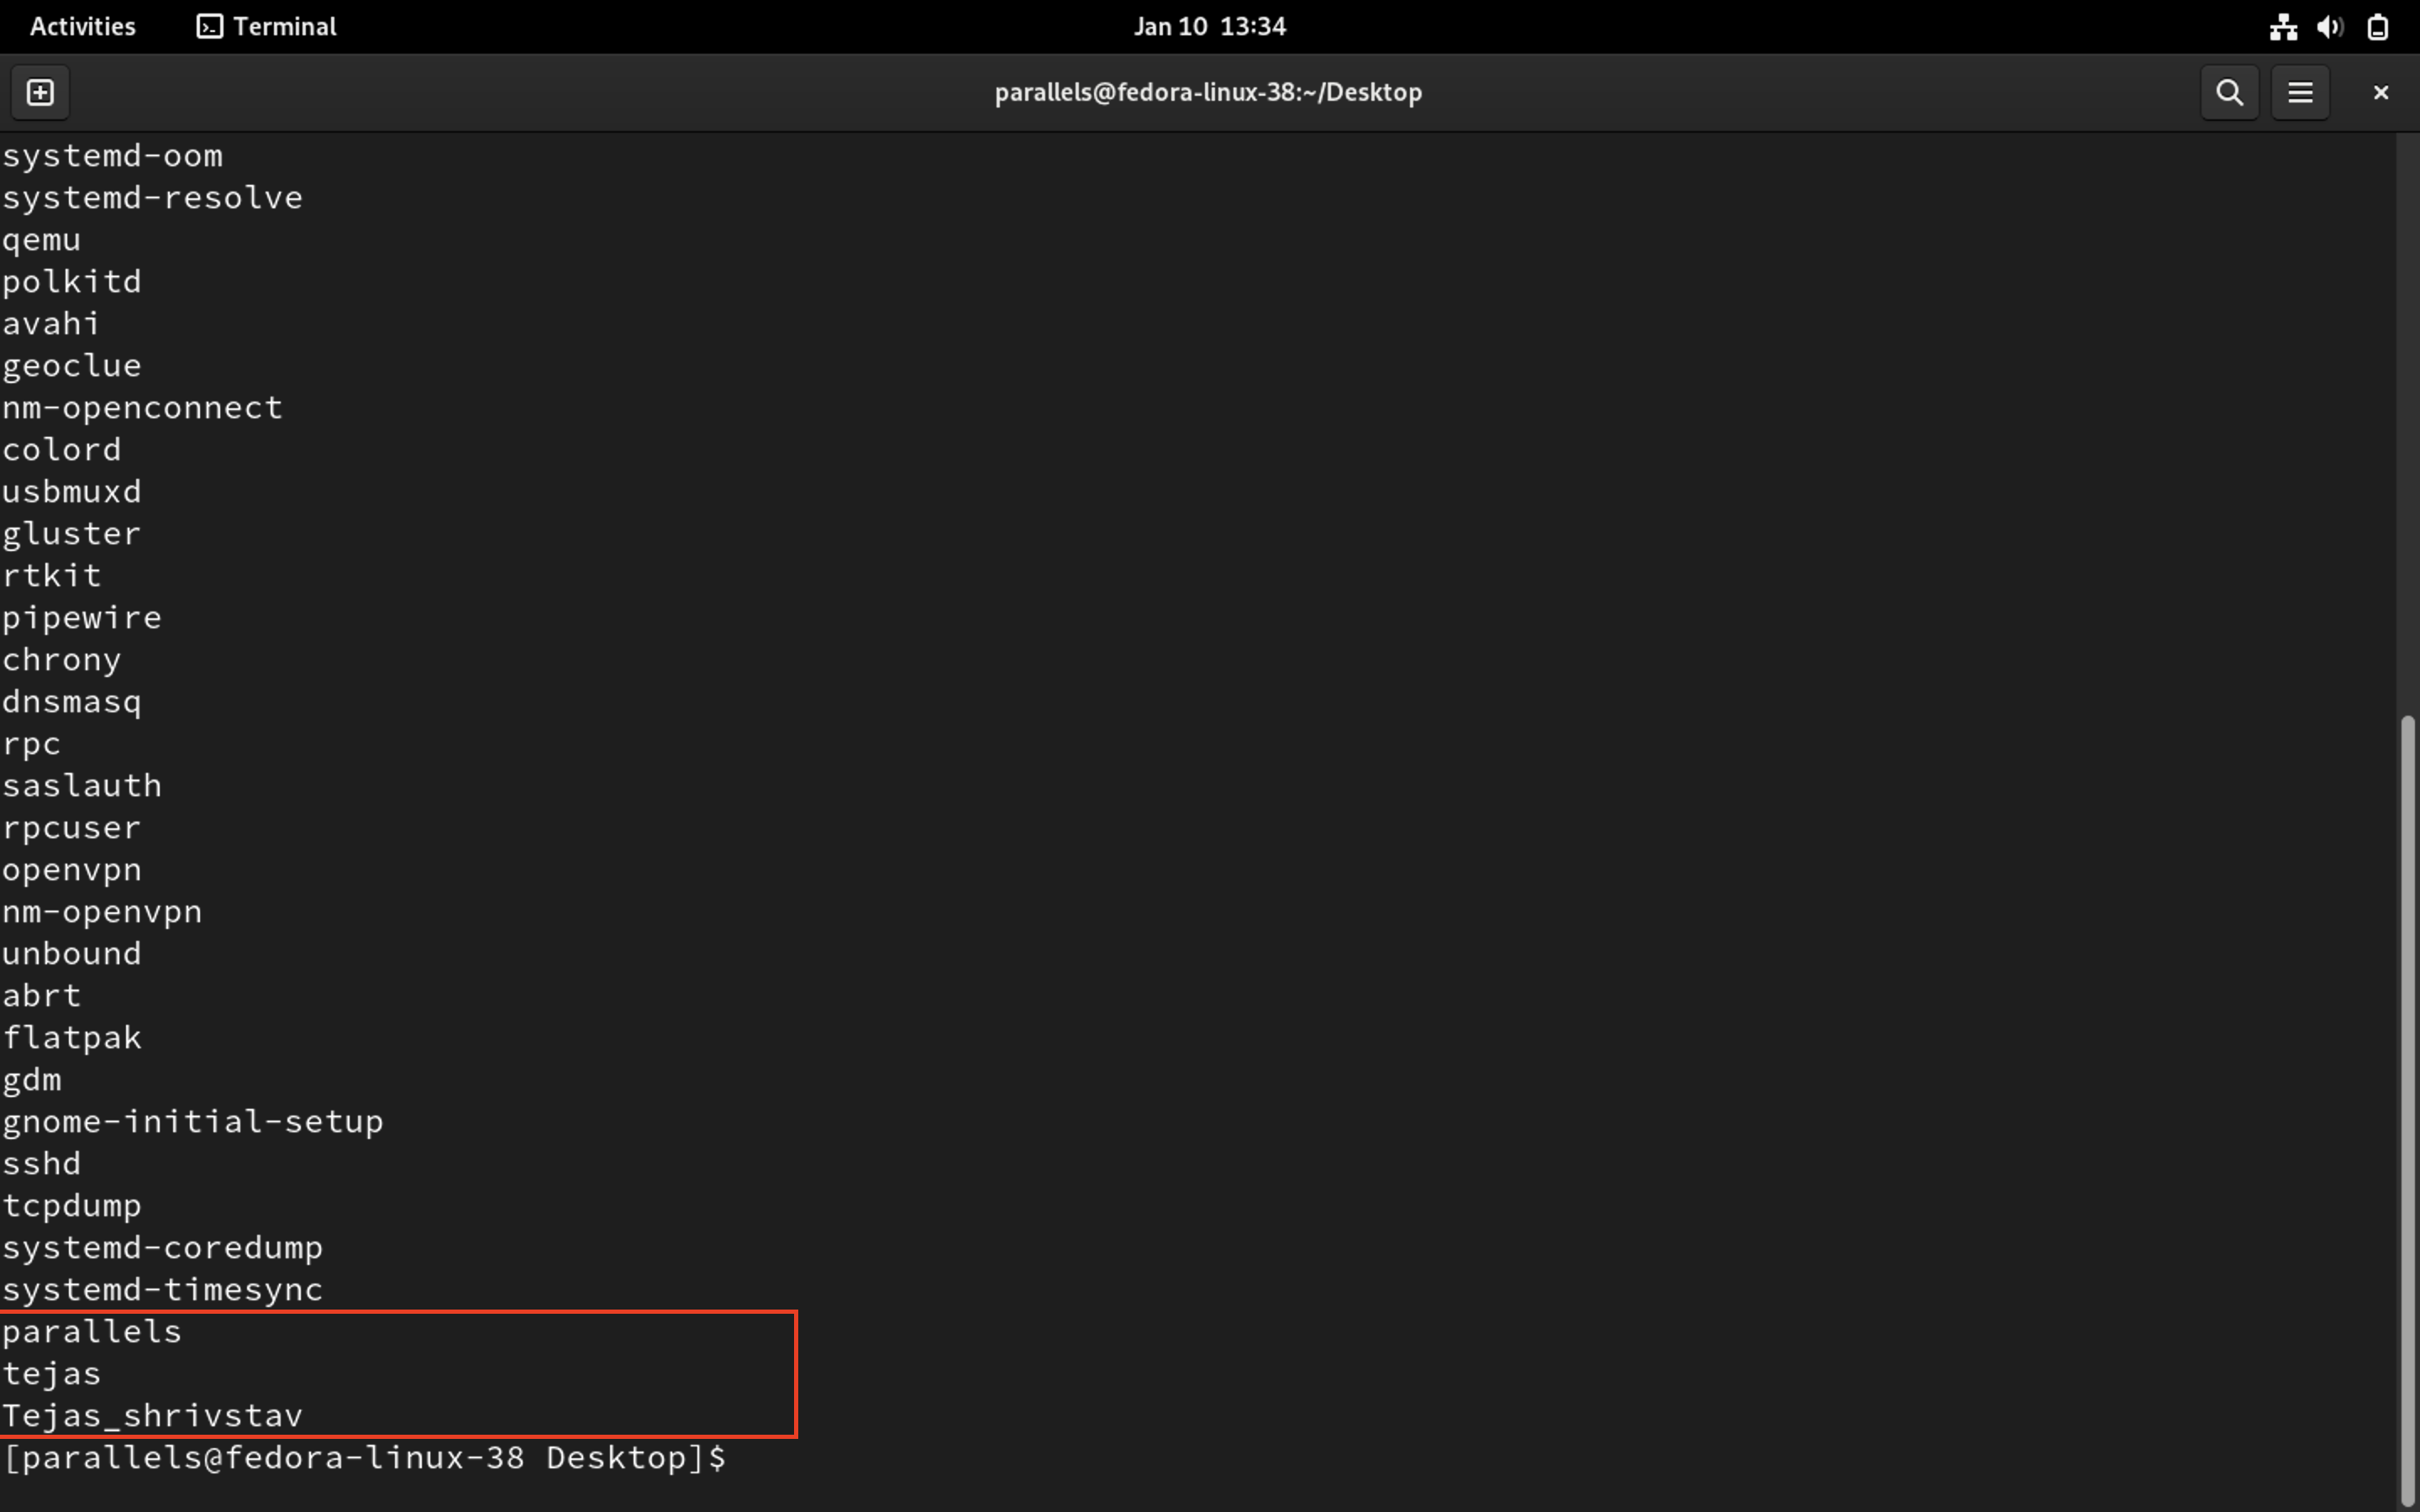 Activities Terminal Jan 10 13:34
parallels@fedora-linux-38:~/Desktop
systemd-oom
systemd-resolve
qemu
polkitd
avahi
geoclue
nm-openconnect
colord
usbmuxd
gluster
rtkit
pipewire
chrony
dnsmasq
rpc
saslauth
rpcuser
openvpn
nm-openvpn
unbound
abrt
flatpak
gdm
gnome-initial-setup
sshd
tcpdump
systemd-coredump
systemd-timesync
parallels
tejas
Tejas_shrivstav
[parallels@fedora-linux-38 Desktop]$